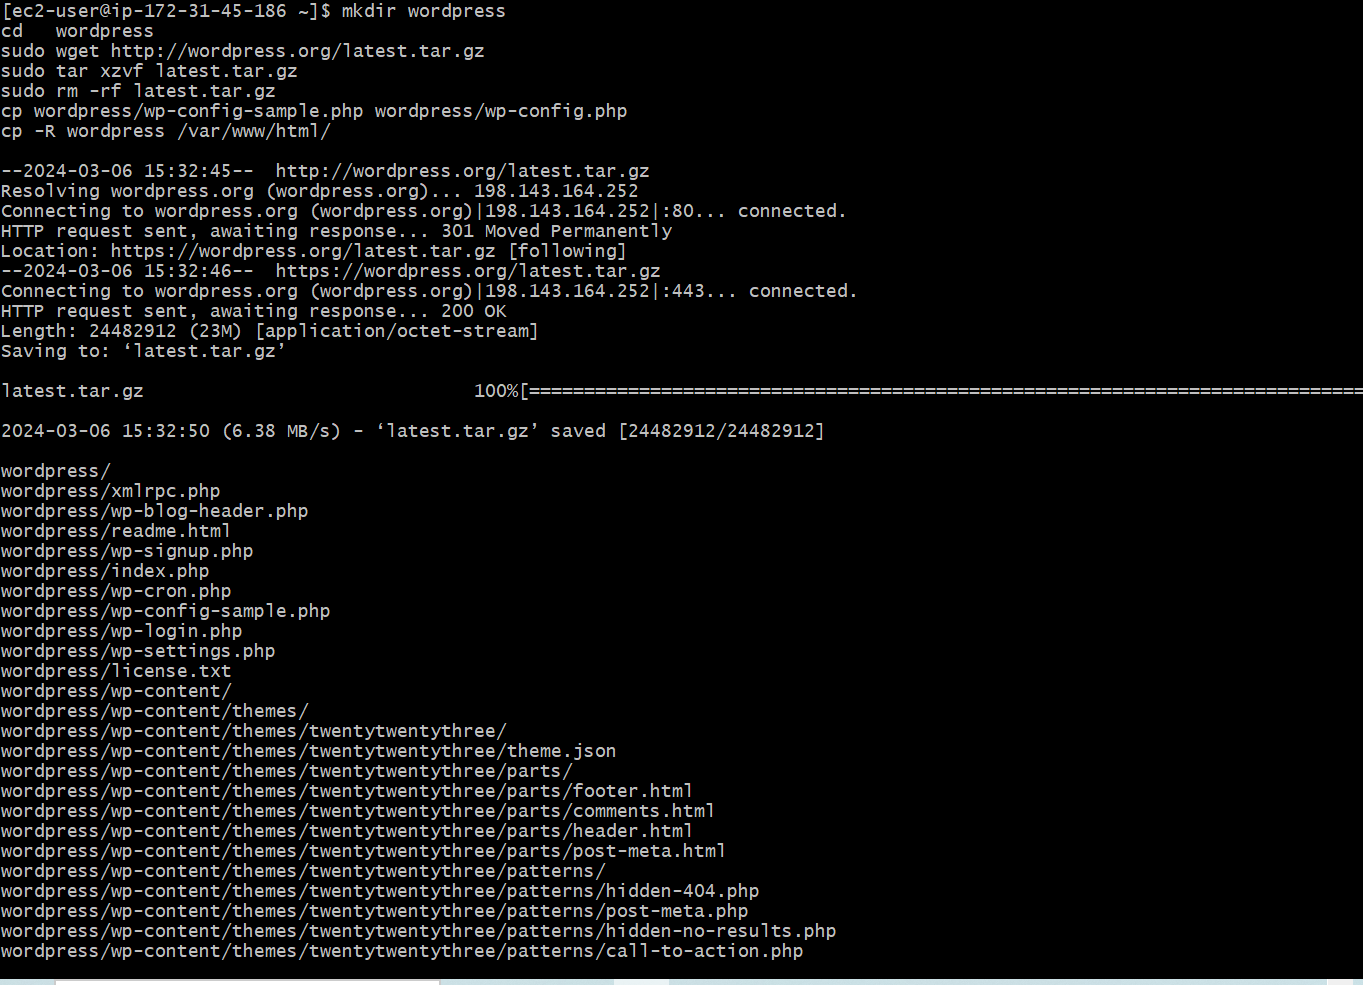 [ec2-user@ip-172-31-45-186 ~]$ mkdir wordpress
cd   wordpress
sudo wget http://wordpress.org/latest.tar.gz
sudo tar xzvf latest.tar.gz
sudo rm -rf latest.tar.gz
cp wordpress/wp-config-sample.php wordpress/wp-config.php
cp -R wordpress /var/www/html/
--2024-03-06 15:32:45--  http://wordpress.org/latest.tar.gz
Resolving wordpress.org (wordpress.org)... 198.143.164.252
Connecting to wordpress.org (wordpress.org)|198.143.164.252|:80... connected.
HTTP request sent, awaiting response... 301 Moved Permanently
Location: https://wordpress.org/latest.tar.gz [following]
--2024-03-06 15:32:46--  https://wordpress.org/latest.tar.gz
Connecting to wordpress.org (wordpress.org)|198.143.164.252|:443... connected.
HTTP request sent, awaiting response... 200 OK
Length: 24482912 (23M) [application/octet-stream]
Saving to: ‘latest.tar.gz’
latest.tar.gz                              100%[============================================================================
2024-03-06 15:32:50 (6.38 MB/s) - ‘latest.tar.gz’ saved [24482912/24482912]
wordpress/
wordpress/xmlrpc.php
wordpress/wp-blog-header.php
wordpress/readme.html
wordpress/wp-signup.php
wordpress/index.php
wordpress/wp-cron.php
wordpress/wp-config-sample.php
wordpress/wp-login.php
wordpress/wp-settings.php
wordpress/license.txt
wordpress/wp-content/
wordpress/wp-content/themes/
wordpress/wp-content/themes/twentytwentythree/
wordpress/wp-content/themes/twentytwentythree/theme.json
wordpress/wp-content/themes/twentytwentythree/parts/
wordpress/wp-content/themes/twentytwentythree/parts/footer.html
wordpress/wp-content/themes/twentytwentythree/parts/comments.html
wordpress/wp-content/themes/twentytwentythree/parts/header.html
wordpress/wp-content/themes/twentytwentythree/parts/post-meta.html
wordpress/wp-content/themes/twentytwentythree/patterns/
wordpress/wp-content/themes/twentytwentythree/patterns/hidden-404.php
wordpress/wp-content/themes/twentytwentythree/patterns/post-meta.php
wordpress/wp-content/themes/twentytwentythree/patterns/hidden-no-results.php
wordpress/wp-content/themes/twentytwentythree/patterns/call-to-action.php